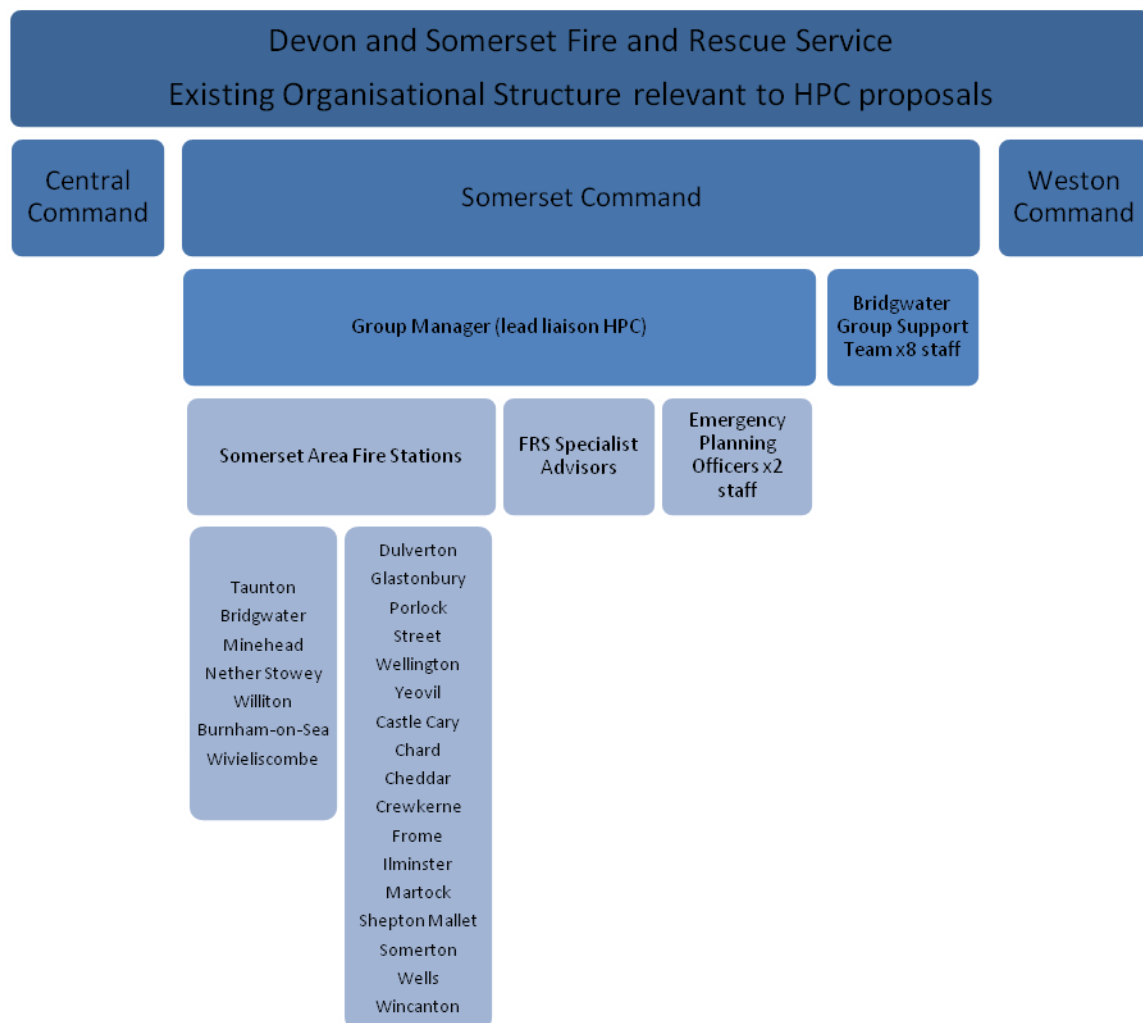 Devon and Somerset Fire and Rescue Service
Existing Organisational Structure relevant to HPC proposals
Central
Command
Somerset Command
Weston
Command
Group Manager (lead liaison HPC)
Bridgwater
Group Support
Team x8 staff
Somerset Area Fire Stations
FRS Specialist
Advisors
Emergency
Planning
Officers x2
staff
Taunton
Bridgwater
Minehead
Nether Stowey
Williton
Burnham-on-Sea
Wivieliscombe
Dulverton
Glastonbury
Porlock
Street
Wellington
Yeovil
Castle Cary
Chard
Cheddar
Crewkerne
Frome
Ilminster
Martock
Shepton Mallet
Somerton
Wells
Wincanton